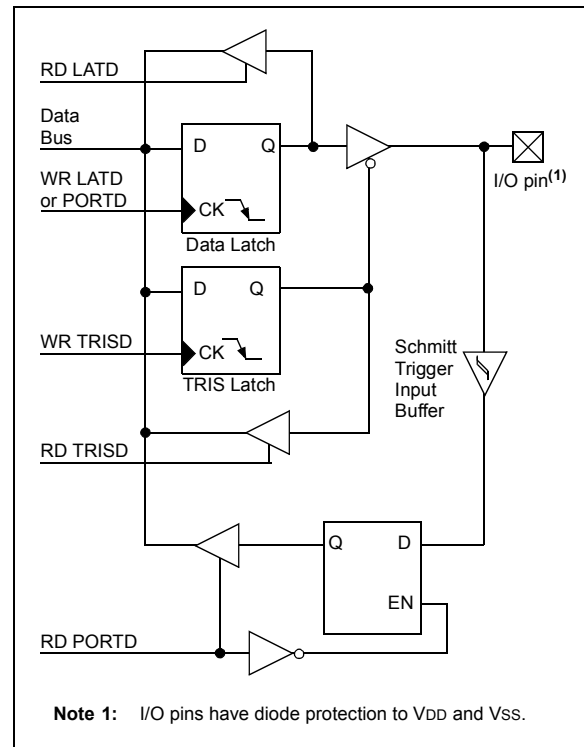 RD LATD
Data
Bus
D Q
WR LATD
or PORTD
CK
Data Latch
I/O pin(1)
D Q
WR TRISD
CK
TRIS Latch
Schmitt
Trigger
Input
Buffer
RD TRISD
Q D
EN
RD PORTD
Note 1: I/O pins have diode protection to VDD and VSS.